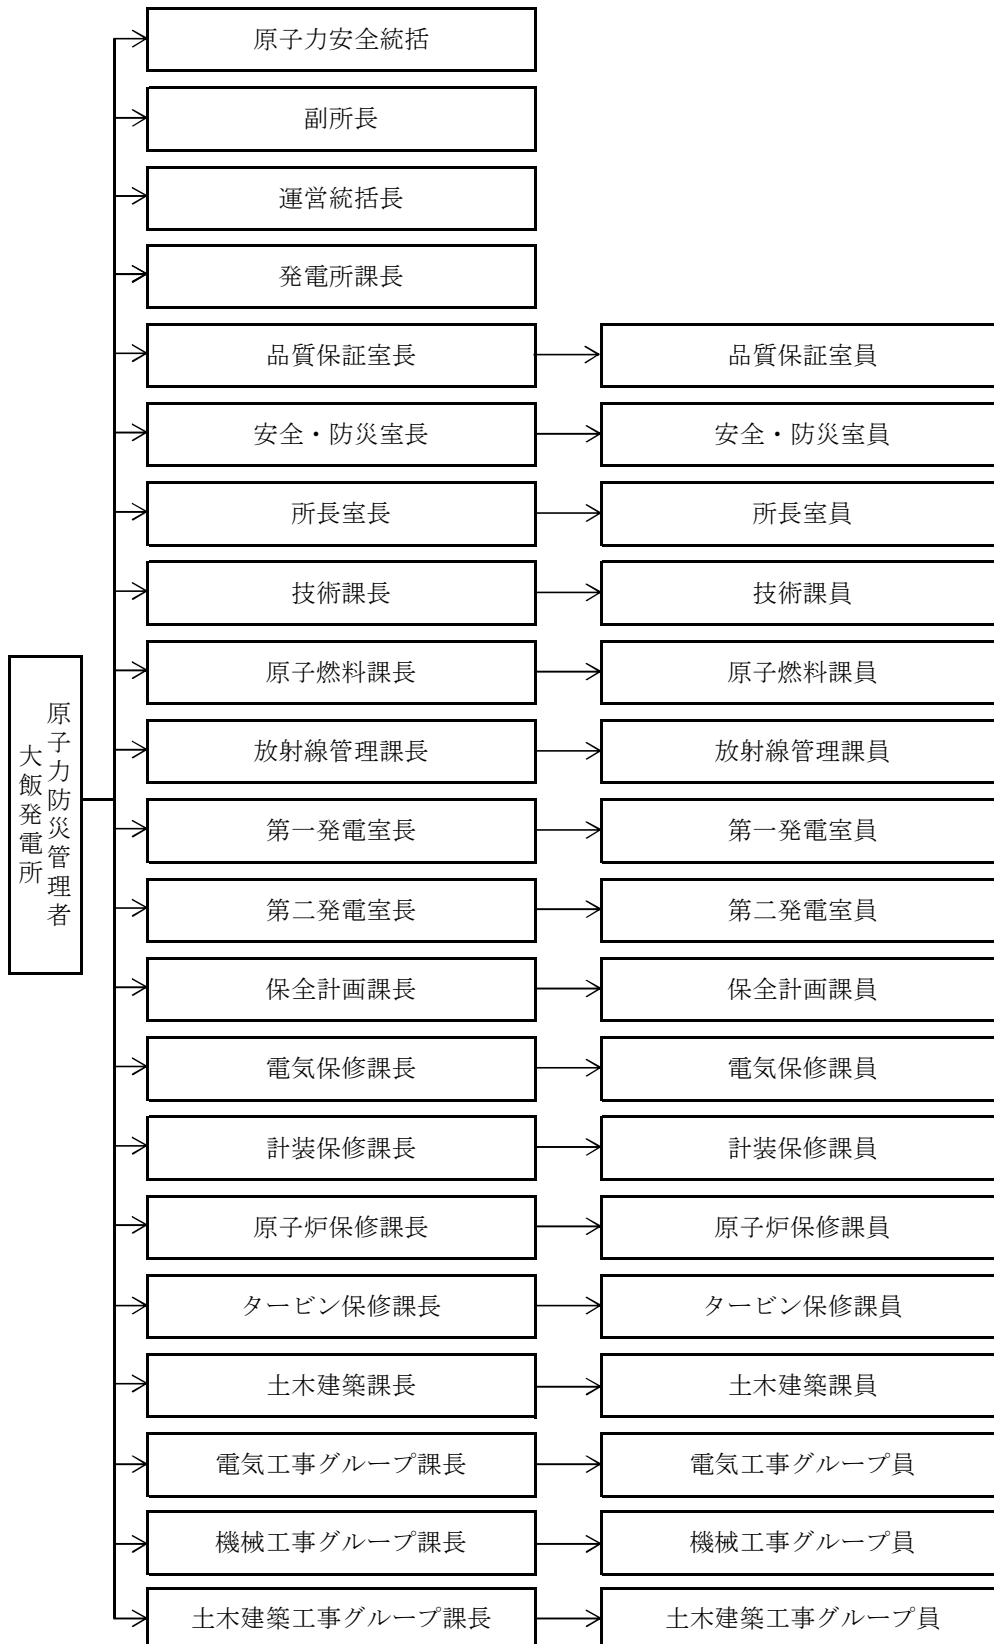 原子力安全統括
副所長
運営統括長
発電所課長
品質保証室長
品質保証室員
安全・防災室長
安全・防災室員
所長室長
所長室員
技術課長
技術課員
原子燃料課長
原子燃料課員
原子力防災管理者
大飯発電所
放射線管理課長
放射線管理課員
第一発電室長
第一発電室員
第二発電室長
第二発電室員
保全計画課長
保全計画課員
電気保修課長
電気保修課員
計装保修課長
計装保修課員
原子炉保修課長
原子炉保修課員
タービン保修課長
タービン保修課員
土木建築課長
土木建築課員
電気工事グループ課長
電気工事グループ員
機械工事グループ課長
機械工事グループ員
土木建築工事グループ課長
土木建築工事グループ員